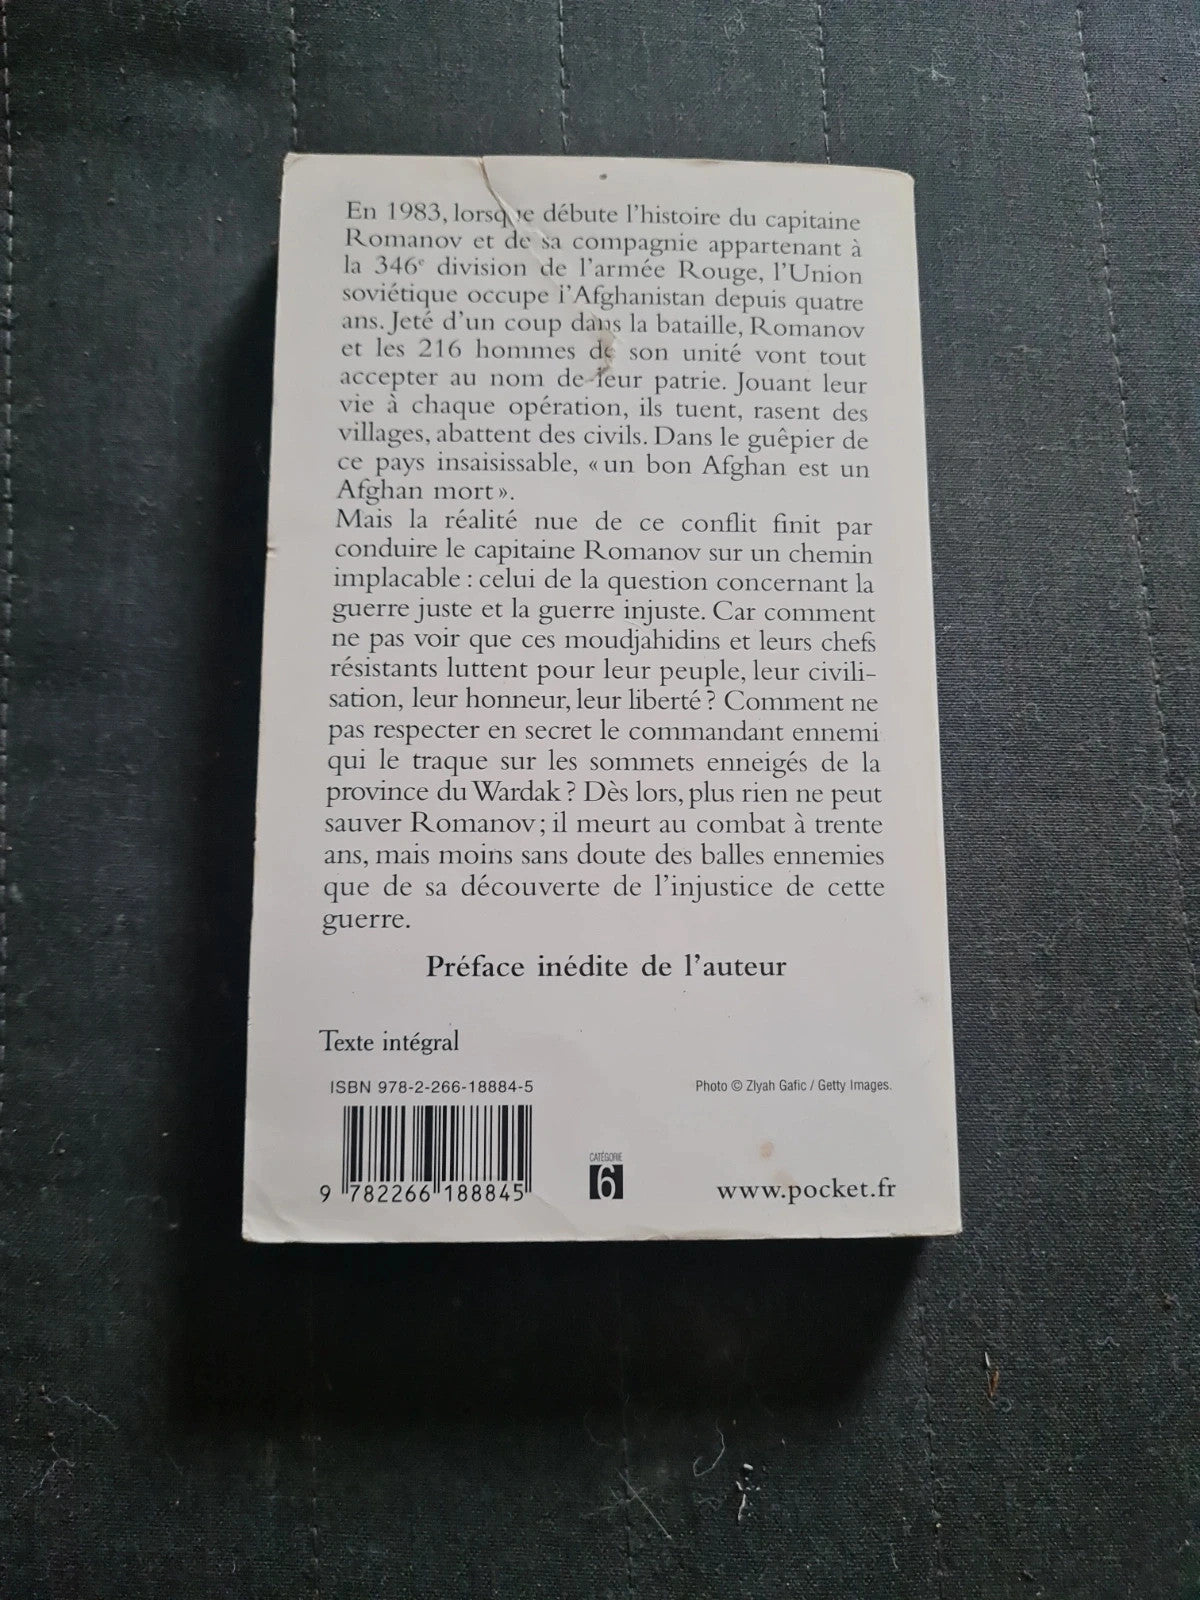 En 1983, lorsque débute l'histoire du capitaine
Romanov et de sa compagnie appartenant à
la 346e division de l'armée Rouge, l'Union
soviétique occupe l'Afghanistan depuis quatre
ans. Jeté d'un coup dans la bataille, Romanov
et les 216 hommes de son unité vont tout
accepter au nom de leur patrie. Jouant leur
vie à chaque opération, ils tuent, rasent des
villages, abattent des civils. Dans le guêpier de
ce pays insaisissable, « un bon Afghan est un
Afghan mort ».
Mais la réalité nue de ce conflit finit par
conduire le capitaine Romanov sur un chemin
implacable : celui de la question concernant la
guerre juste et la guerre injuste. Car comment
ne pas voir que ces moudjahidins et leurs chefs
résistants luttent pour leur peuple, leur civili-
sation, leur honneur, leur liberté ? Comment ne
pas respecter en secret le commandant ennemi
qui le traque sur les sommets enneigés de la
province du Wardak ? Dès lors, plus rien ne peut
sauver Romanov ; il meurt au combat à trente
ans, mais moins sans doute des balles ennemies
que de sa découverte de l'injustice de cette
guerre.
Préface inédite de l'auteur
Texte intégral
ISBN 978-2-266-18884-5
Photo © Zlyah Gafic / Getty Images.
9 782266 188845
CATÉGORIE
6
www.pocket.fr